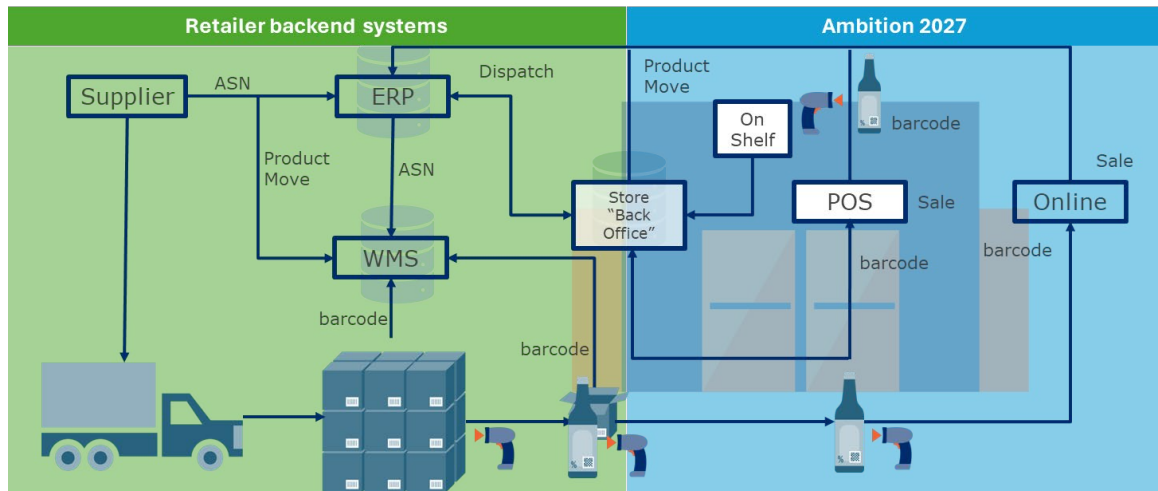 Retailer backend systems
Ambition 2027
Supplier
ASN
ERP
Dispatch
Product
Move
On
Shelf
barcode
Product
Move
ASN
Sale
Store
"Back
Office"
POS
Sale
Online
WMS
barcode
barcode
barcode
barcode
%
%
%